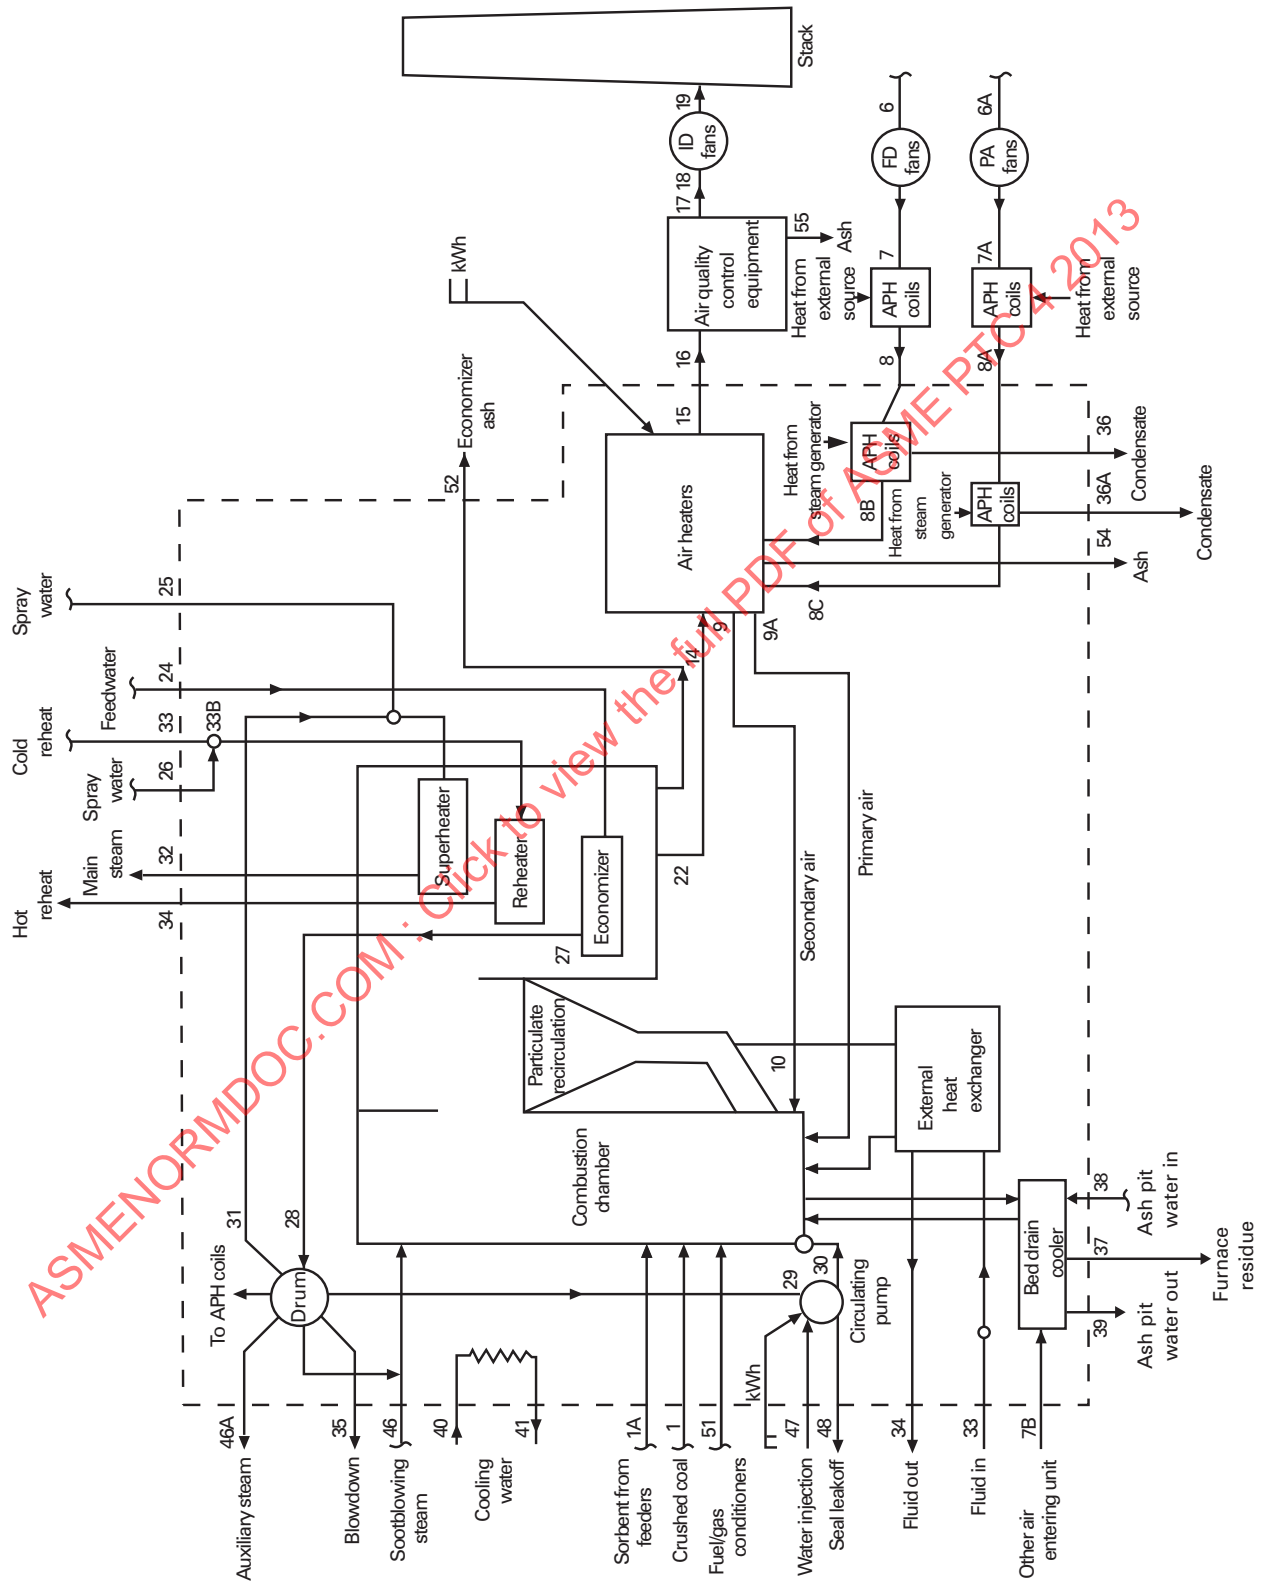 Stack
19
ID
fans
18
17
Air quality
control
equipment
55
Ash
16
15
kWh
Economizer
ash
52
6
FD
fans
7
Heat from
external
source
APH
coils
8
6A
PA
fans
7A
APH
coils
Heat from
external
source
8A
Heat from
steam generator
APH
coils
8B
36
Condensate
Heat from
steam
generator
APH
coils
36A
Condensate
54
Ash
8C
Air heaters
9
9A
14
Spray
water
25
Feedwater
24
Cold
reheat
33
33B
Spray
water
26
Main
steam
32
Hot
reheat
34
Superheater
Reheater
Economizer
22
27
Secondary air
Primary air
Particulate
recirculation
10
External
heat
exchanger
Combustion
chamber
31
28
To APH coils
Drum
29
30
Circulating
pump
Bed drain
cooler
38
Ash pit
water in
37
Furnace
residue
39
Ash pit
water out
46A
Auxiliary steam
35
Blowdown
46
Sootblowing
steam
40
41
Cooling
water
1A
Sorbent from
feeders
1
Crushed coal
51
Fuel/gas
conditioners
kWh
47
Water injection
48
Seal leakoff
34
Fluid out
33
Fluid in
7B
Other air
entering unit
ASMENORMDOC.COM : Click to view the full PDF of ASME PTC 4 2013